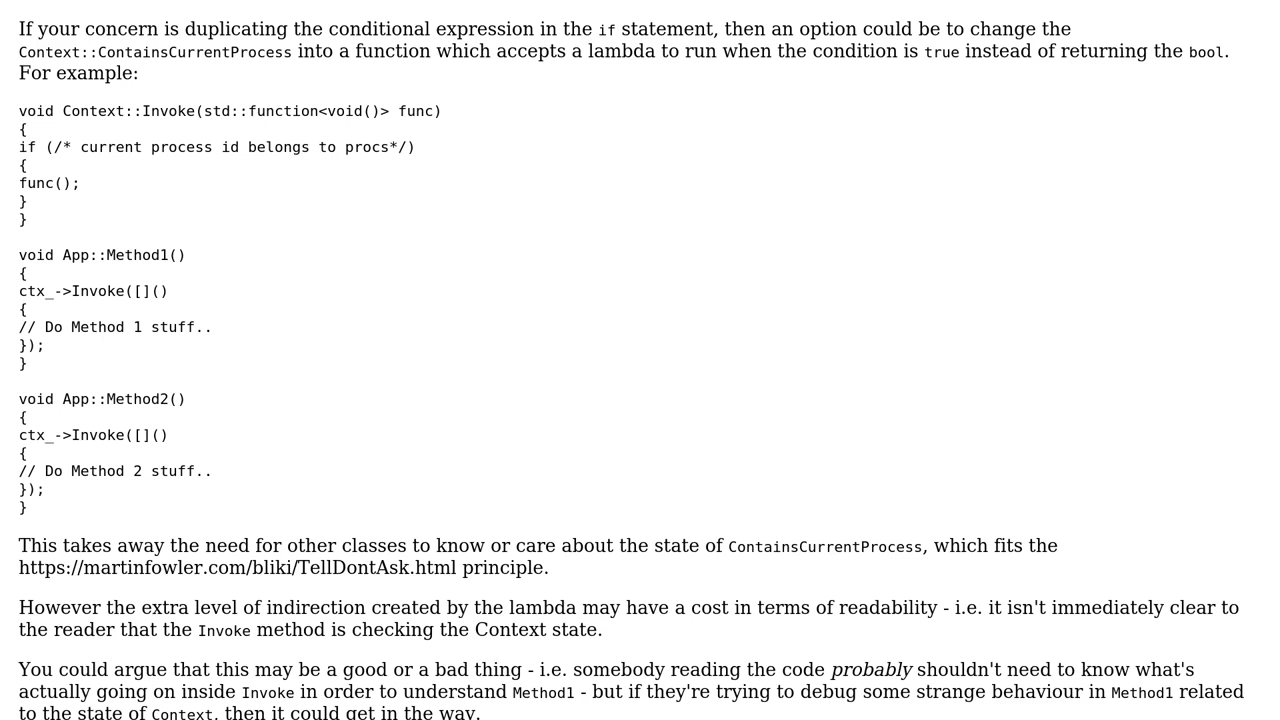 If your concern is duplicating the conditional expression in the if statement, then an option could be to change the
Context::ContainsCurrentProcess into a function which accepts a lambda to run when the condition is true instead of returning the bool.
For example:
void Context::Invoke(std::function<void()> func)
{
if (/* current process id belongs to procs*/)
{
func();
}
}
void App::Method1()
{
ctx_->Invoke([]()
{
// Do Method 1 stuff..
});
}
void App::Method2()
{
ctx_->Invoke([]()
{
// Do Method 2 stuff..
});
}
This takes away the need for other classes to know or care about the state of ContainsCurrentProcess, which fits the
https://martinfowler.com/bliki/TellDontAsk.html principle.
However the extra level of indirection created by the lambda may have a cost in terms of readability - i.e. it isn't immediately clear to
the reader that the Invoke method is checking the Context state.
You could argue that this may be a good or a bad thing - i.e. somebody reading the code probably shouldn't need to know what's
actually going on inside Invoke in order to understand Method1 - but if they're trying to debug some strange behaviour in Method1 related
to the state of Context, then it could get in the way.